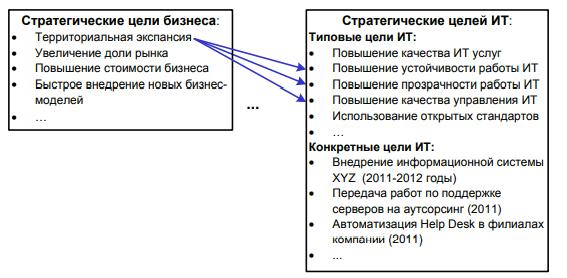 Стратегические цели бизнеса:
• Территориальная экспансия
• Увеличение доли рынка
• Повышение стоимости бизнеса
• Быстрое внедрение новых бизнес-
моделей
• …
...
Стратегические целей ИТ:
Типовые цели ИТ:
• Повышение качества ИТ услуг
• Повышение устойчивости работы ИТ
• Повышение прозрачности работы ИТ
• Повышение качества управления ИТ
• Использование открытых стандартов
• …
Конкретные цели ИТ:
• Внедрение информационной системы
XYZ (2011-2012 годы)
• Передача работ по поддержке
серверов на аутсорсинг (2011)
• Автоматизация Help Desk в филиалах
компании (2011)
• ...